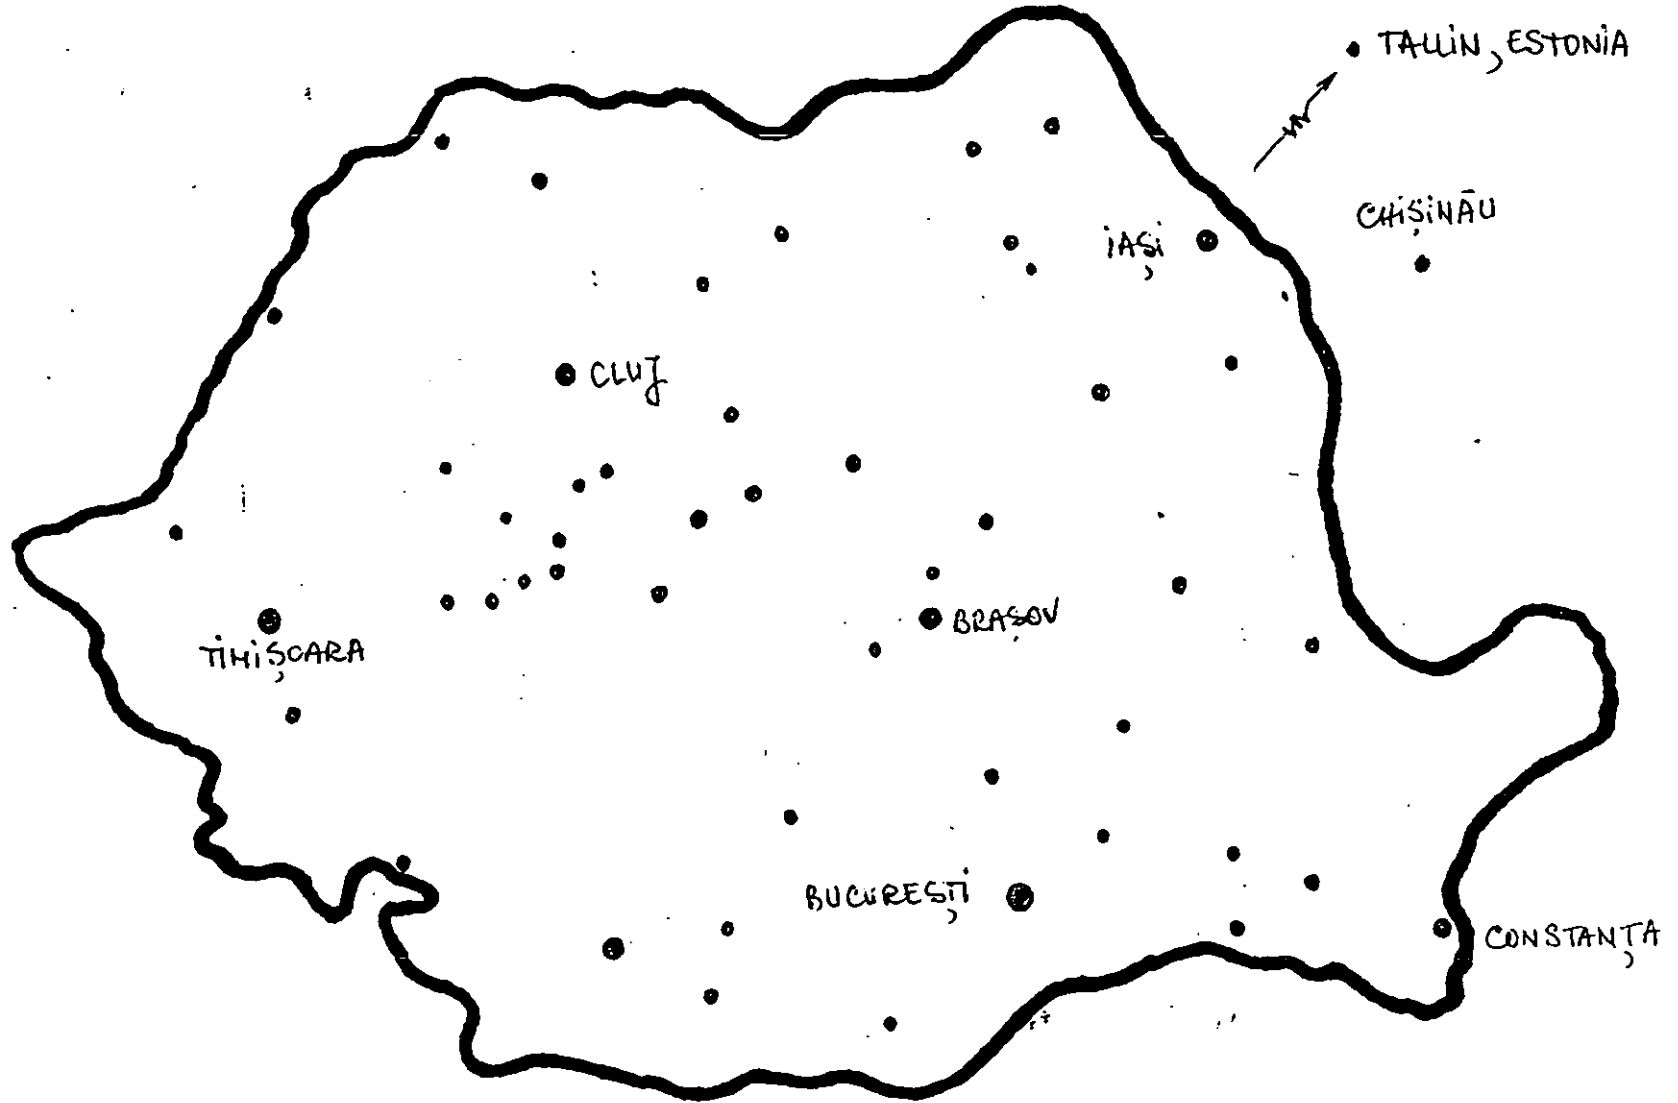 TALLIN, ESTONIA
CHIȘINĂU
IAȘI
CLUJ
BRAȘOV
TIMIȘOARA
BUCUREȘTI
CONSTANȚA